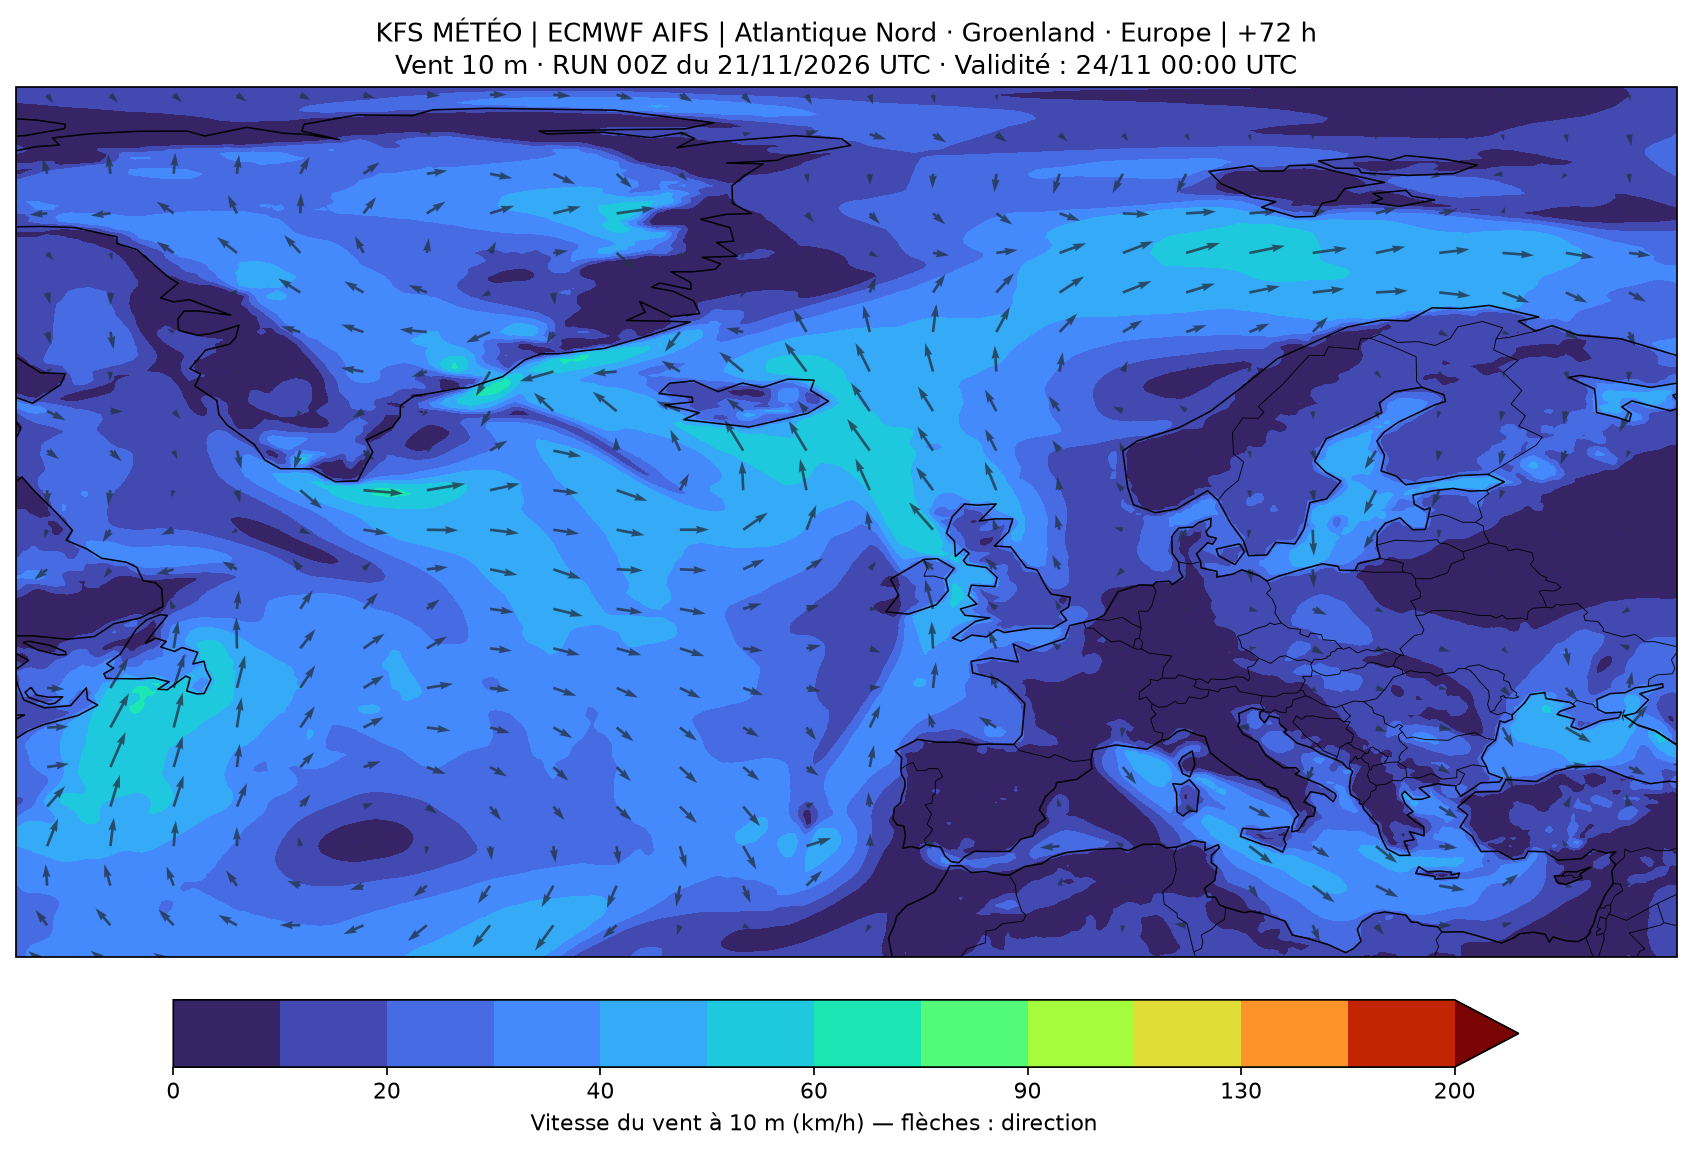 KFS MÉTÉO | ECMWF AIFS | Atlantique Nord · Groenland · Europe | +72 h
Vent 10 m · RUN 00Z du 21/11/2026 UTC · Validité : 24/11 00:00 UTC
0 20 40 60 90 130 200
Vitesse du vent à 10 m (km/h) — flèches : direction